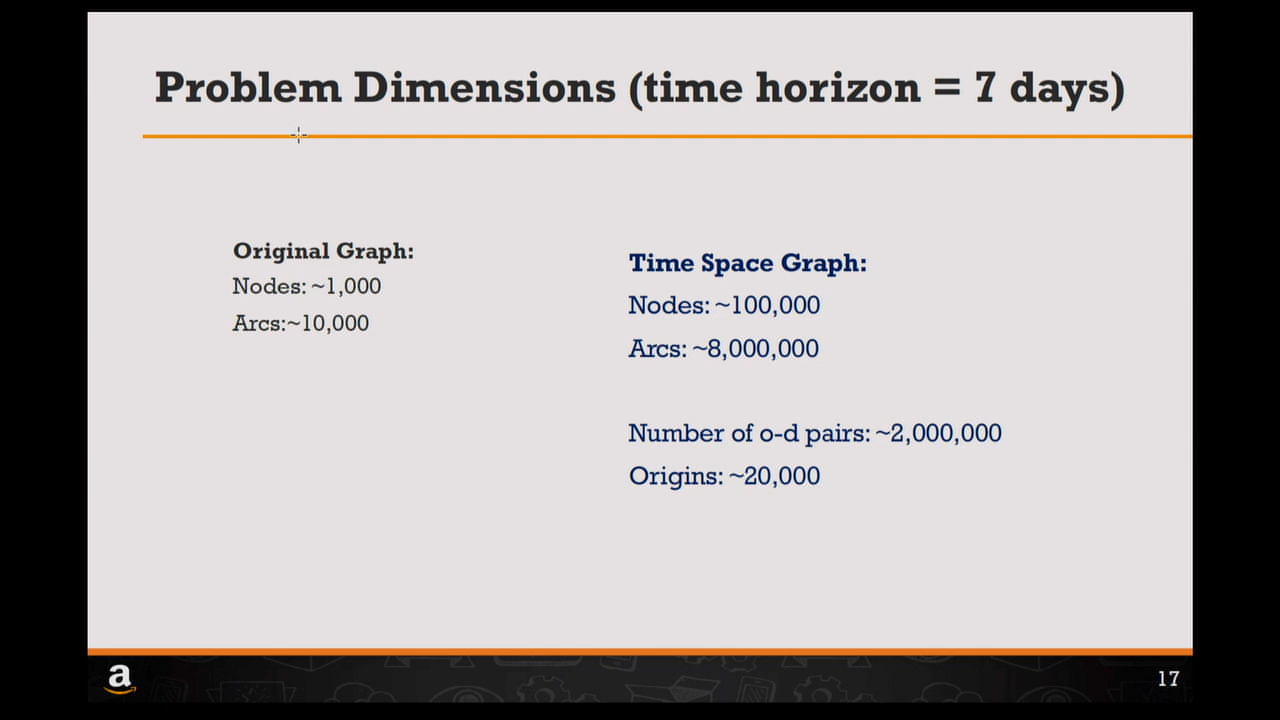 Problem Dimensions (time horizon = 7 days)
Original Graph:
Nodes: ~1,000
Arcs:~10,000
Time Space Graph:
Nodes: ~100,000
Arcs: ~8,000,000
Number of o-d pairs: ~2,000,000
Origins: ~20,000
a
17